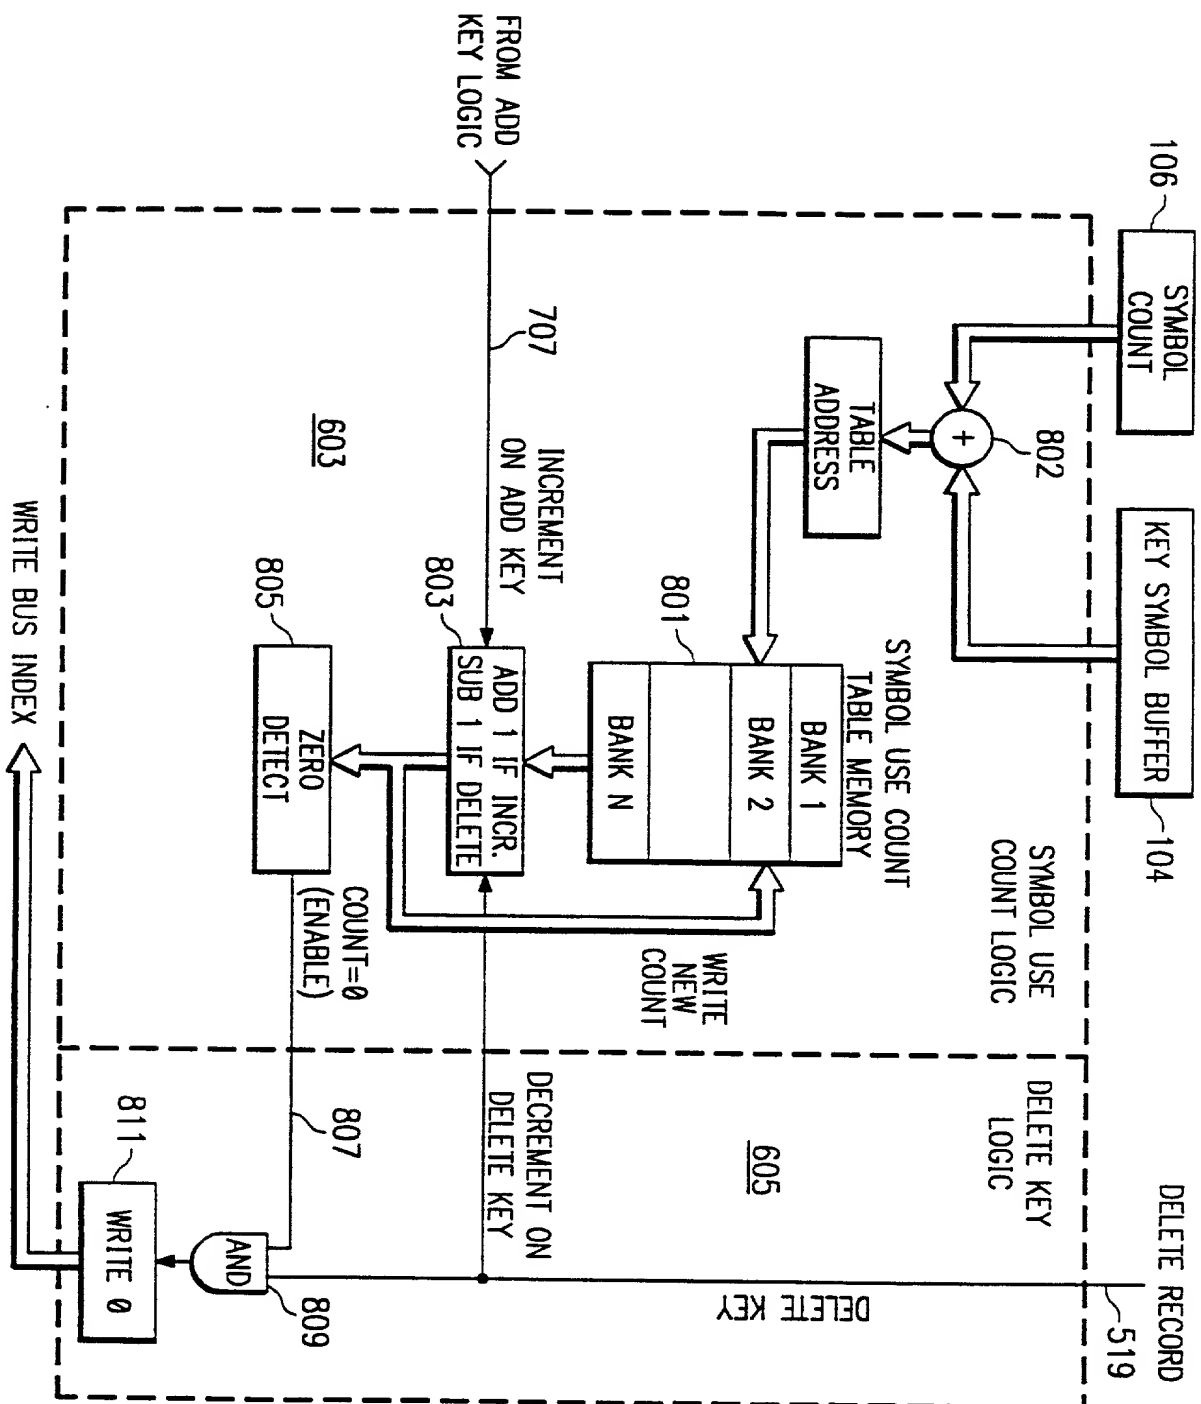 106
SYMBOL
COUNT
KEY SYMBOL BUFFER
104
DELETE RECORD
519
SYMBOL USE
COUNT LOGIC
DELETE KEY
LOGIC
605
802
+
TABLE
ADDRESS
SYMBOL USE COUNT
TABLE MEMORY
801
BANK 1
BANK 2
BANK N
WRITE
NEW
COUNT
DELETE KEY
FROM ADD
KEY LOGIC
707
INCREMENT
ON ADD KEY
803
ADD 1 IF INCR.
SUB 1 IF DELETE
DECREMENT ON
DELETE KEY
603
805
ZERO
DETECT
COUNT=0
(ENABLE)
807
AND
809
811
WRITE 0
WRITE BUS INDEX